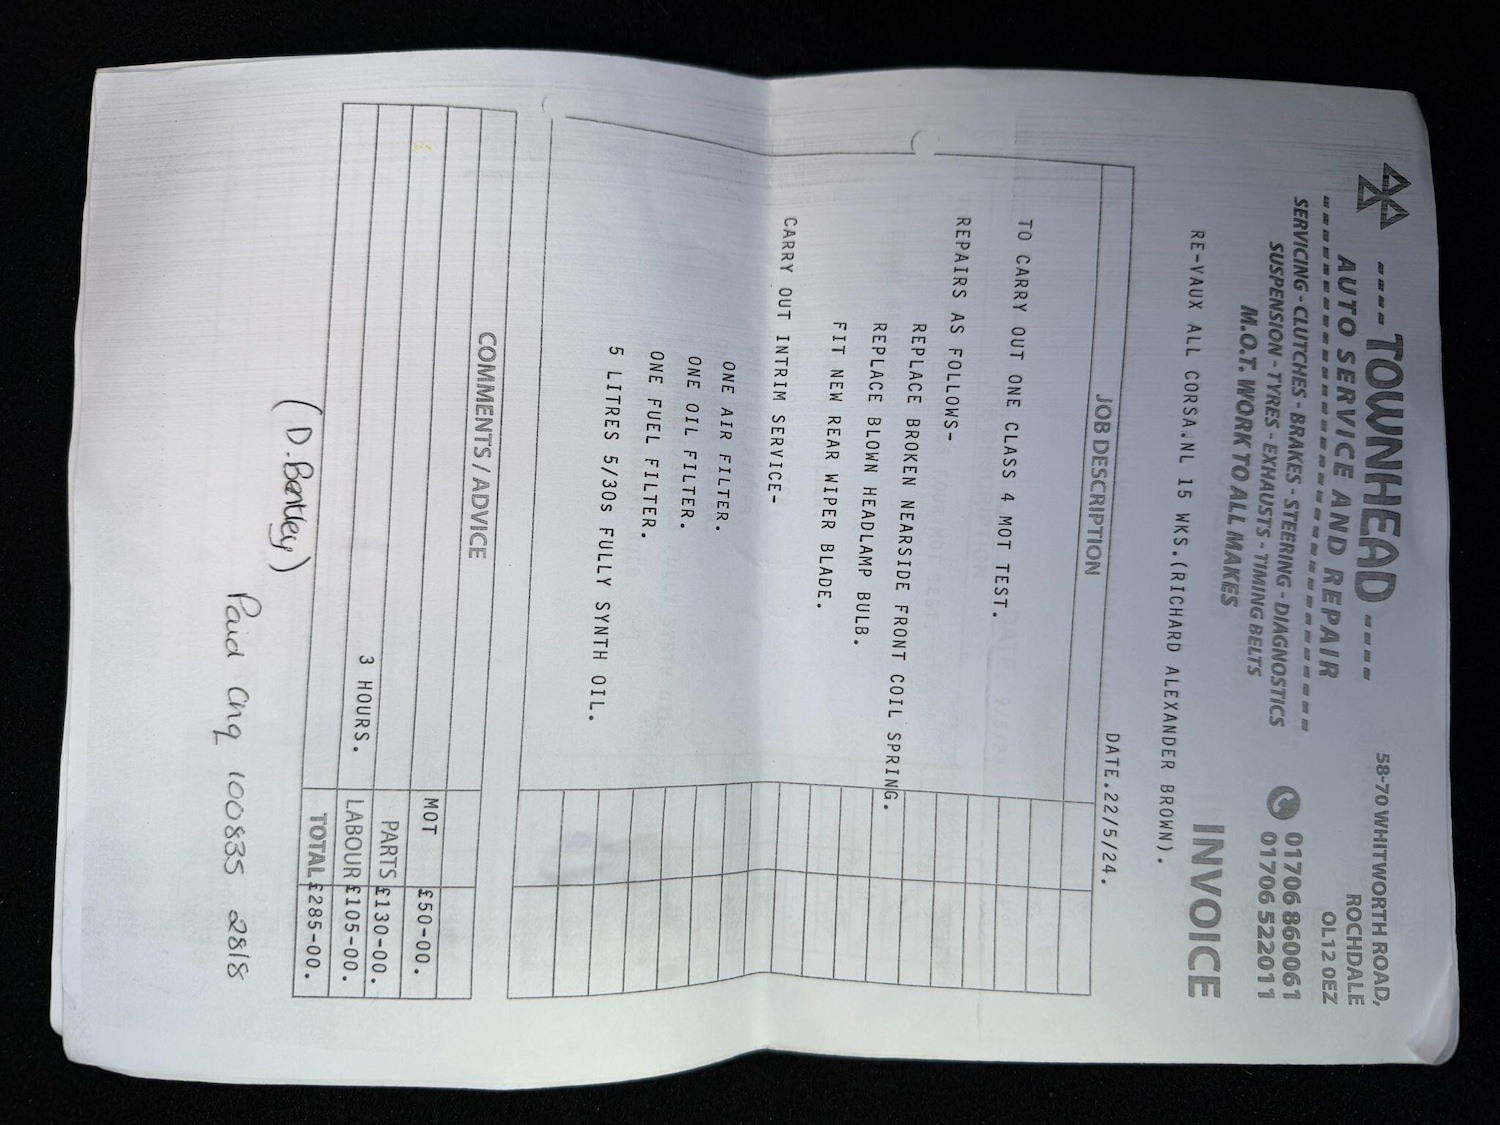 ---- TOWNHEAD ----
AUTO SERVICE AND REPAIR
SERVICING - CLUTCHES - BRAKES - STEERING - DIAGNOSTICS
SUSPENSION - TYRES - EXHAUSTS - TIMING BELTS
M.O.T. WORK TO ALL MAKES
58-70 WHITWORTH ROAD,
ROCHDALE
OL12 0EZ
01706 860061
01706 522011
INVOICE
RE-VAUX ALL CORSA.NL 15 WKS.(RICHARD ALEXANDER BROWN).
DATE.22/5/24.
JOB DESCRIPTION
TO CARRY OUT ONE CLASS 4 MOT TEST.
REPAIRS AS FOLLOWS-
REPLACE BROKEN NEARSIDE FRONT COIL SPRING.
REPLACE BLOWN HEADLAMP BULB.
FIT NEW REAR WIPER BLADE.
CARRY OUT INTRIM SERVICE-
ONE AIR FILTER.
ONE OIL FILTER.
ONE FUEL FILTER.
5 LITRES 5/30s FULLY SYNTH OIL.
COMMENTS / ADVICE
MOT £50-00.
PARTS £130-00.
3 HOURS. LABOUR £105-00.
TOTAL £285-00.
(D. Bentley)
Paid Chq 100835 2818